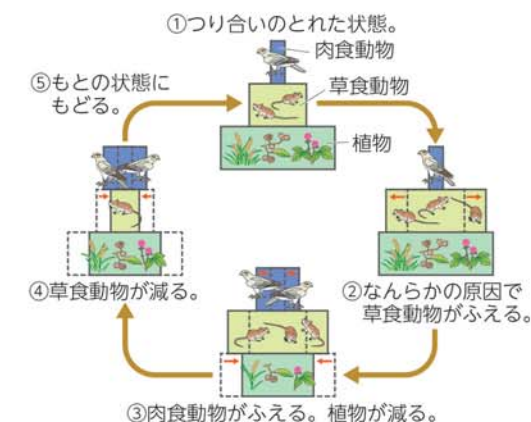 ①つり合いのとれた状態。
肉食動物
草食動物
植物
②なんらかの原因で
草食動物がふえる。
③肉食動物がふえる。植物が減る。
④草食動物が減る。
⑤もとの状態に
もどる。